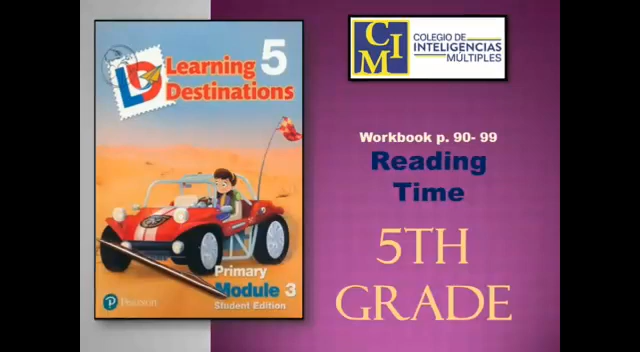 Learning 5
Destinations
LD
Primary
Module 3
Student Edition
P Pearson
CIM
COLEGIO DE
INTELIGENCIAS
MÚLTIPLES
Workbook p. 90- 99
Reading
Time
5TH
GRADE